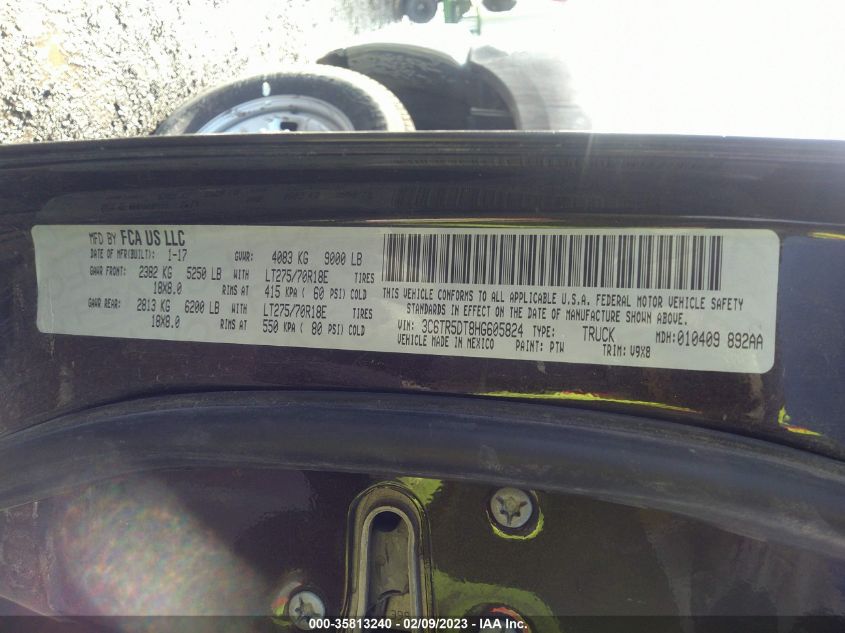 MFD BY FCA US LLC
DATE OF MFR(BUILT): 1-17 GVWR: 4083 KG 9000 LB
GAWR FRONT: 2382 KG 5250 LB WITH LT275/70R18E TIRES
18X8.0 RIMS AT 415 KPA ( 60 PSI) COLD
GAWR REAR: 2813 KG 6200 LB WITH LT275/70R18E TIRES
18X8.0 RIMS AT 550 KPA ( 80 PSI) COLD
THIS VEHICLE CONFORMS TO ALL APPLICABLE U.S.A. FEDERAL MOTOR VEHICLE SAFETY
STANDARDS IN EFFECT ON THE DATE OF MANUFACTURE SHOWN ABOVE
VIN: 3C6TR5DT8HG605824 TYPE: TRUCK MDH:010409 892AA
VEHICLE MADE IN MEXICO PAINT: PTW TRIM: V9X8
398
000-35813240 - 02/09/2023 - IAA Inc.